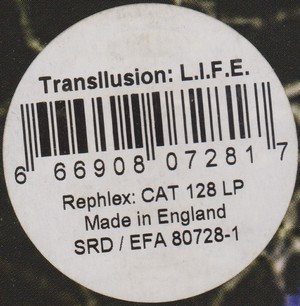 Transllusion: L.I.F.E.
6 66908 07281 7
Rephlex: CAT 128 LP
Made in England
SRD / EFA 80728-1